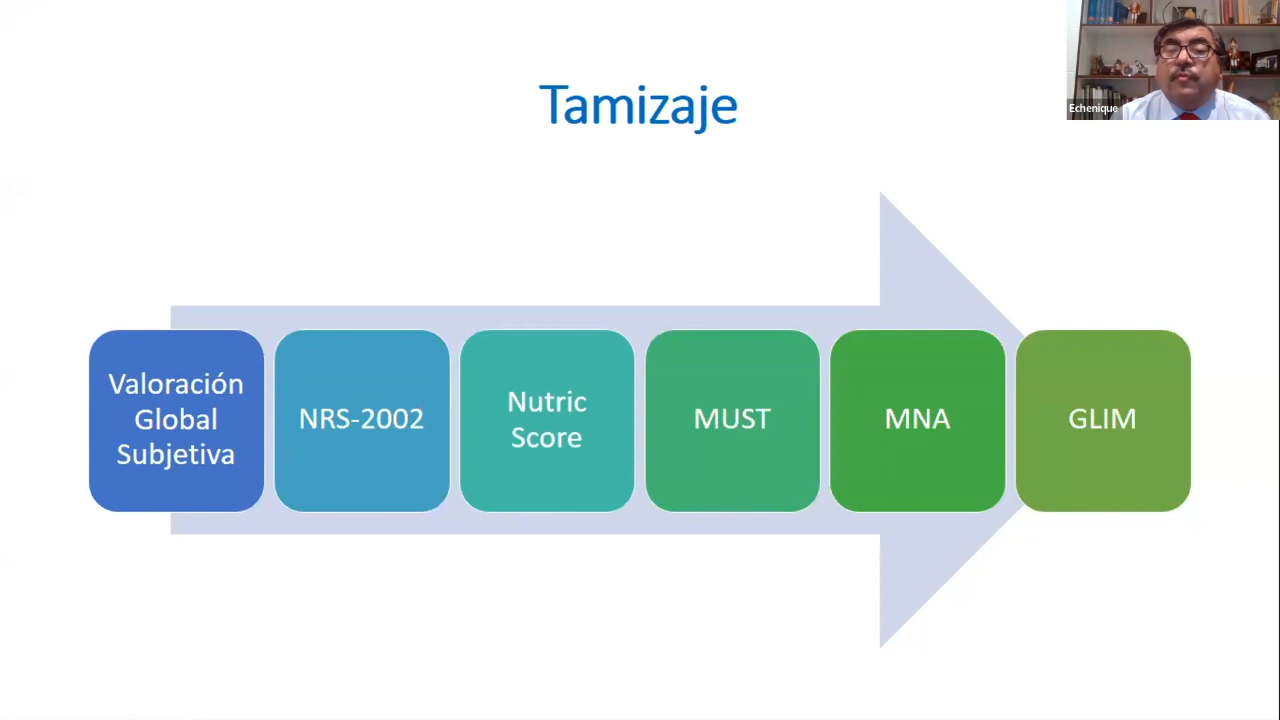 Tamizaje
Echenique
Valoración
Global
Subjetiva
NRS-2002
Nutric
Score
MUST
MNA
GLIM